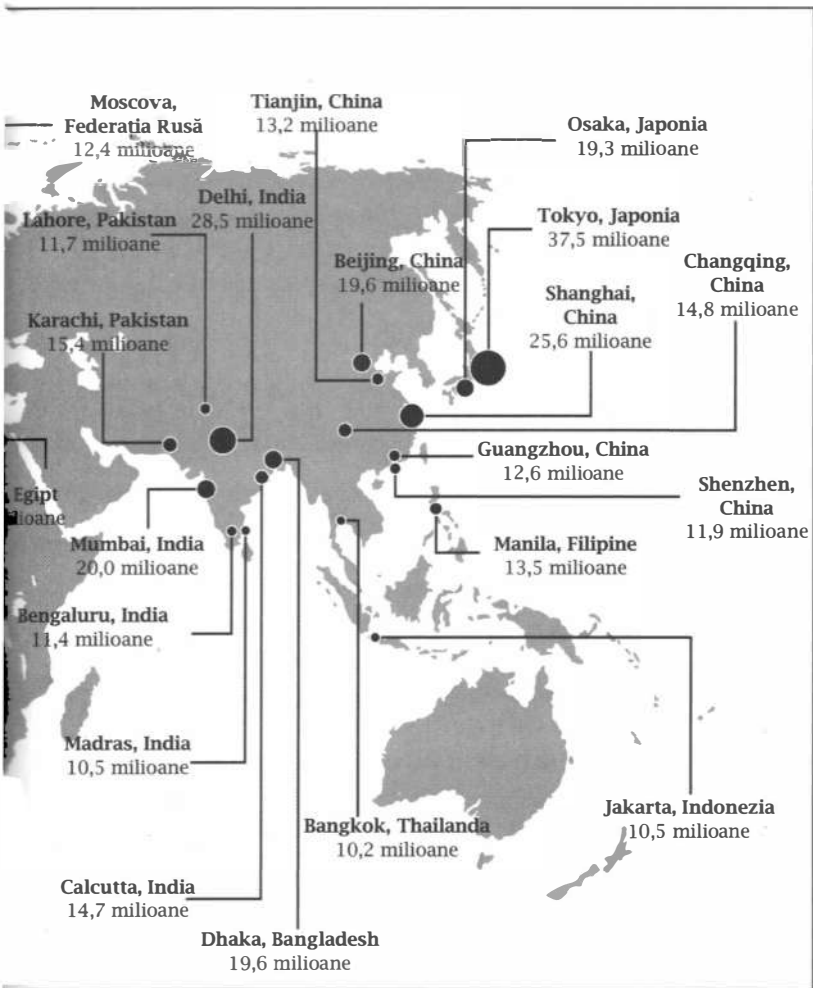 Moscova,
Federația Rusă
12,4 milioane
Tianjin, China
13,2 milioane
Osaka, Japonia
19,3 milioane
Delhi, India
28,5 milioane
Lahore, Pakistan
11,7 milioane
Tokyo, Japonia
37,5 milioane
Beijing, China
19,6 milioane
Changqing,
China
14,8 milioane
Shanghai,
China
25,6 milioane
Karachi, Pakistan
15,4 milioane
Guangzhou, China
12,6 milioane
Shenzhen,
China
11,9 milioane
Egipt
Mumbai, India
20,0 milioane
Manila, Filipine
13,5 milioane
Bengaluru, India
11,4 milioane
Madras, India
10,5 milioane
Jakarta, Indonezia
10,5 milioane
Bangkok, Thailanda
10,2 milioane
Calcutta, India
14,7 milioane
Dhaka, Bangladesh
19,6 milioane